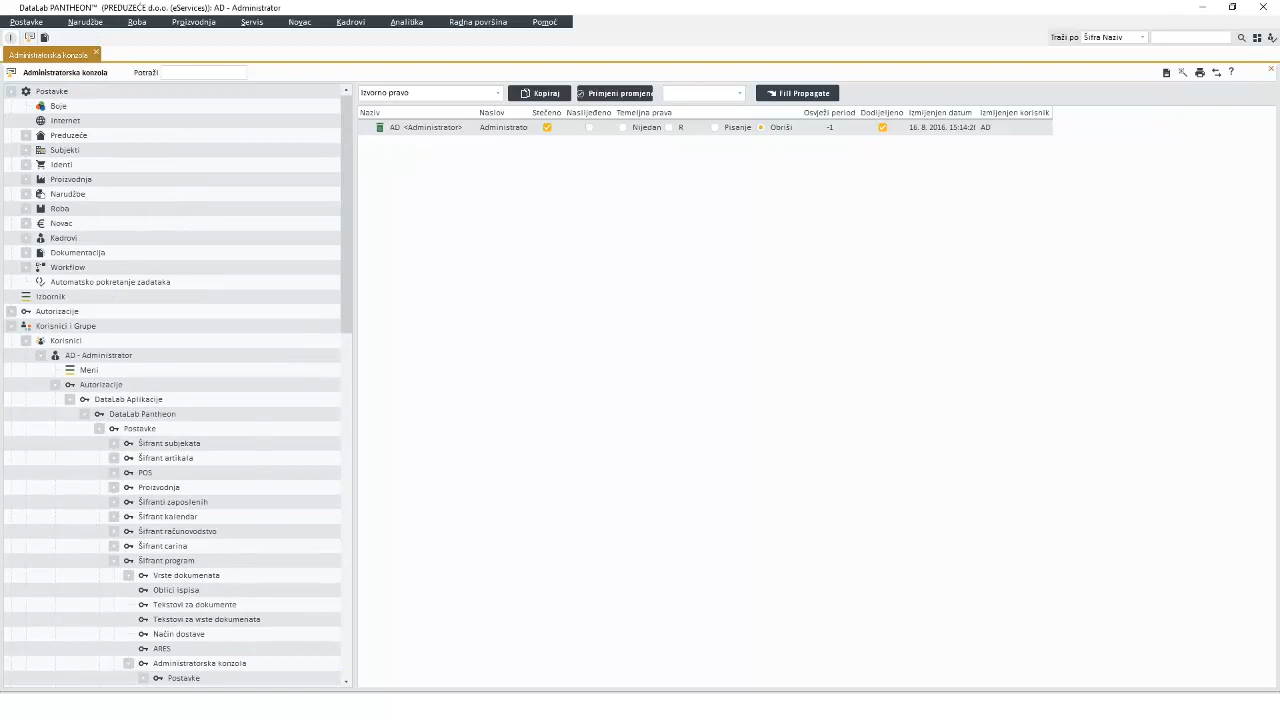 DataLab PANTHEON™ (PREDUZEĆE d.o.o. (eServices)): AD - Administrator
Postavke Narudžbe Roba Proizvodnja Servis Novac Kadrovi Analitika Radna površina Pomoć
Traži po Šifra Naziv
Administratorska konzola
Administratorska konzola Potraži
Postavke
Boje
Internet
Preduzeće
Subjekti
Identi
Proizvodnja
Narudžbe
Roba
Novac
Kadrovi
Dokumentacija
Workflow
Automatsko pokretanje zadataka
Izbornik
Autorizacije
Korisnici i Grupe
Korisnici
AD - Administrator
Meni
Autorizacije
DataLab Aplikacije
DataLab Pantheon
Postavke
Šifrant subjekata
Šifrant artikala
POS
Proizvodnja
Šifranti zaposlenih
Šifrant kalendar
Šifrant računovodstvo
Šifrant carina
Šifrant program
Vrste dokumenata
Oblici ispisa
Tekstovi za dokumente
Tekstovi za vrste dokumenata
Način dostave
ARES
Administratorska konzola
Postavke
Izvorno pravo Kopiraj Primjeni promjene Fill Propagate
Naziv Naslov Stečeno Naslijeđeno Temeljna prava Osvježi period Dodijeljeno Izmijenjen datum Izmijenjen korisnik
AD <Administrator> Administrato Nijedan R Pisanje Obriši -1 16. 8. 2016. 15:14:26 AD